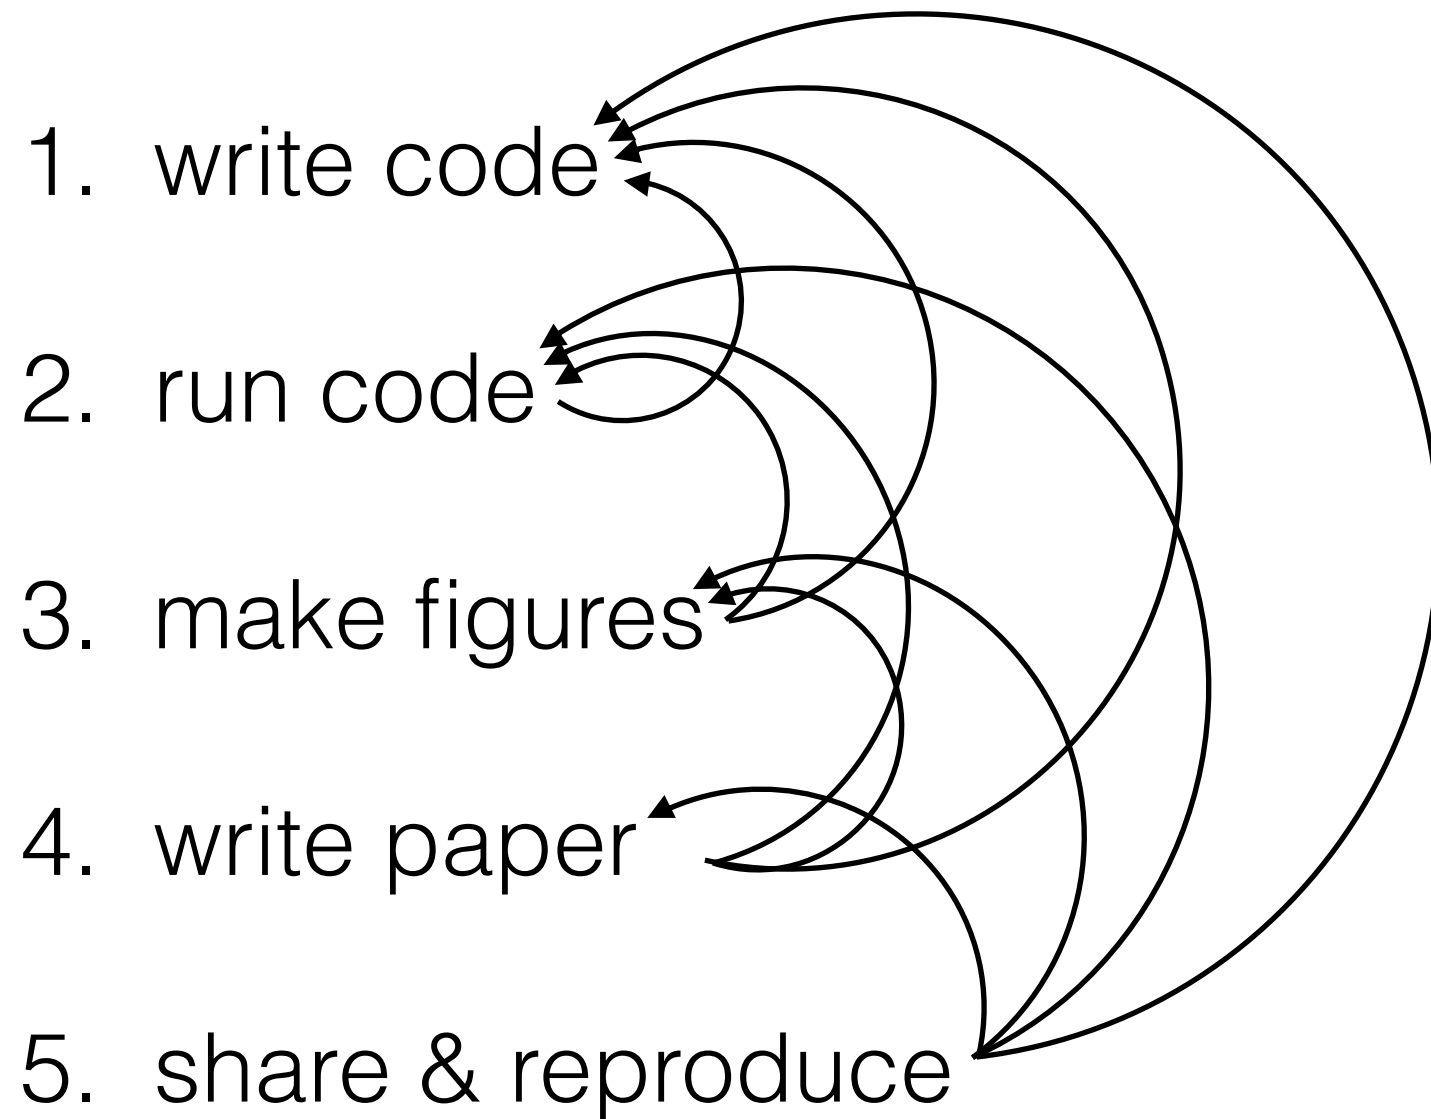 1. write code
2. run code
3. make figures
4. write paper
5. share & reproduce